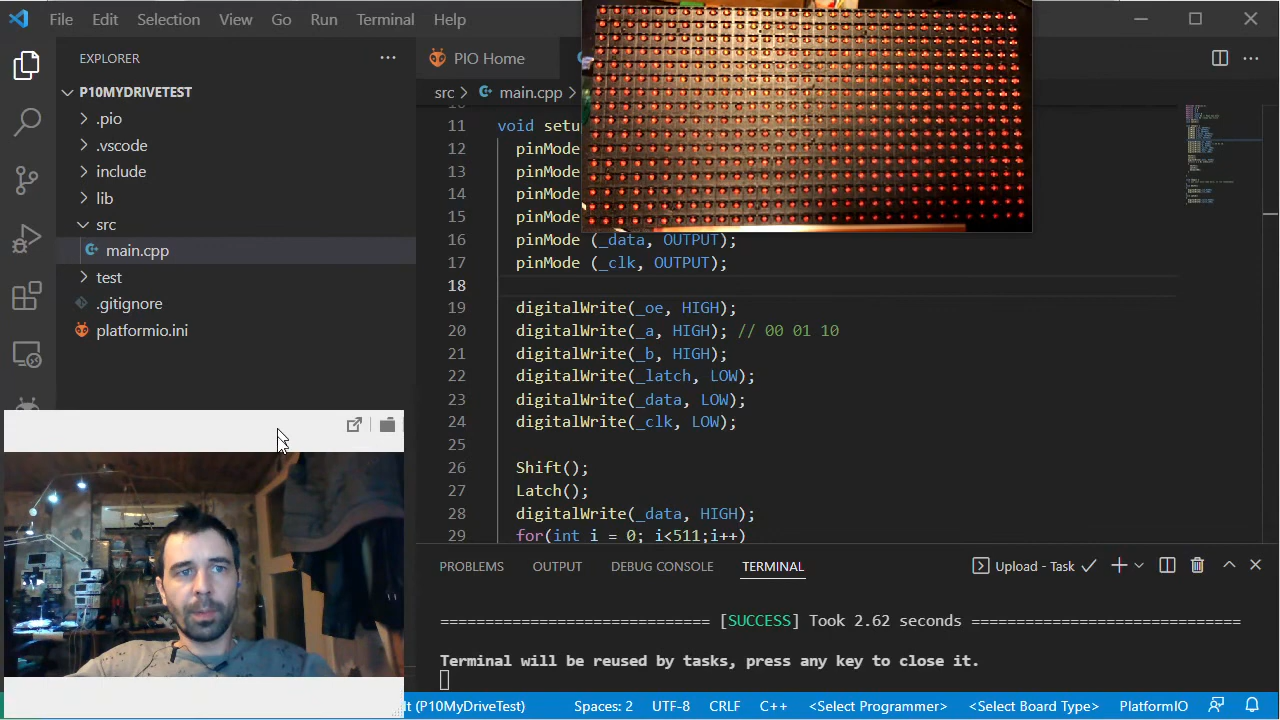 File Edit Selection View Go Run Terminal Help
EXPLORER
P10MYDRIVETEST
.pio
.vscode
include
lib
src
main.cpp
test
.gitignore
platformio.ini
PIO Home
src > main.cpp >
11 void setu
12 pinMode
13 pinMode
14 pinMode
15 pinMode
16 pinMode (_data, OUTPUT);
17 pinMode (_clk, OUTPUT);
18
19 digitalWrite(_oe, HIGH);
20 digitalWrite(_a, HIGH); // 00 01 10
21 digitalWrite(_b, HIGH);
22 digitalWrite(_latch, LOW);
23 digitalWrite(_data, LOW);
24 digitalWrite(_clk, LOW);
25
26 Shift();
27 Latch();
28 digitalWrite(_data, HIGH);
29 for(int i = 0; i<511;i++)
PROBLEMS OUTPUT DEBUG CONSOLE TERMINAL Upload - Task
============================= [SUCCESS] Took 2.62 seconds =============================
Terminal will be reused by tasks, press any key to close it.
lt (P10MyDriveTest) Spaces: 2 UTF-8 CRLF C++ <Select Programmer> <Select Board Type> PlatformIO